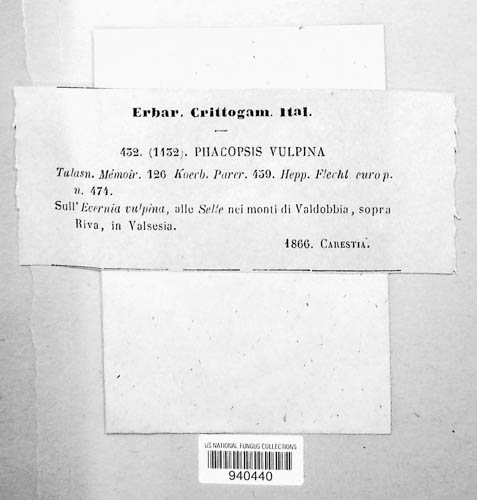 Erbar. Crittogam. Ital.
432. (1432). PHACOPSIS VULPINA
Tulasn. Mémoir. 126 Koerb. Parer. 459. Hepp. Flecht. europ.
n. 474.
Sull'Evernia vulpina, alle Selle nei monti di Valdobbia, sopra
Riva, in Valsesia.
1866. CARESTIA.
US NATIONAL FUNGUS COLLECTIONS
940440